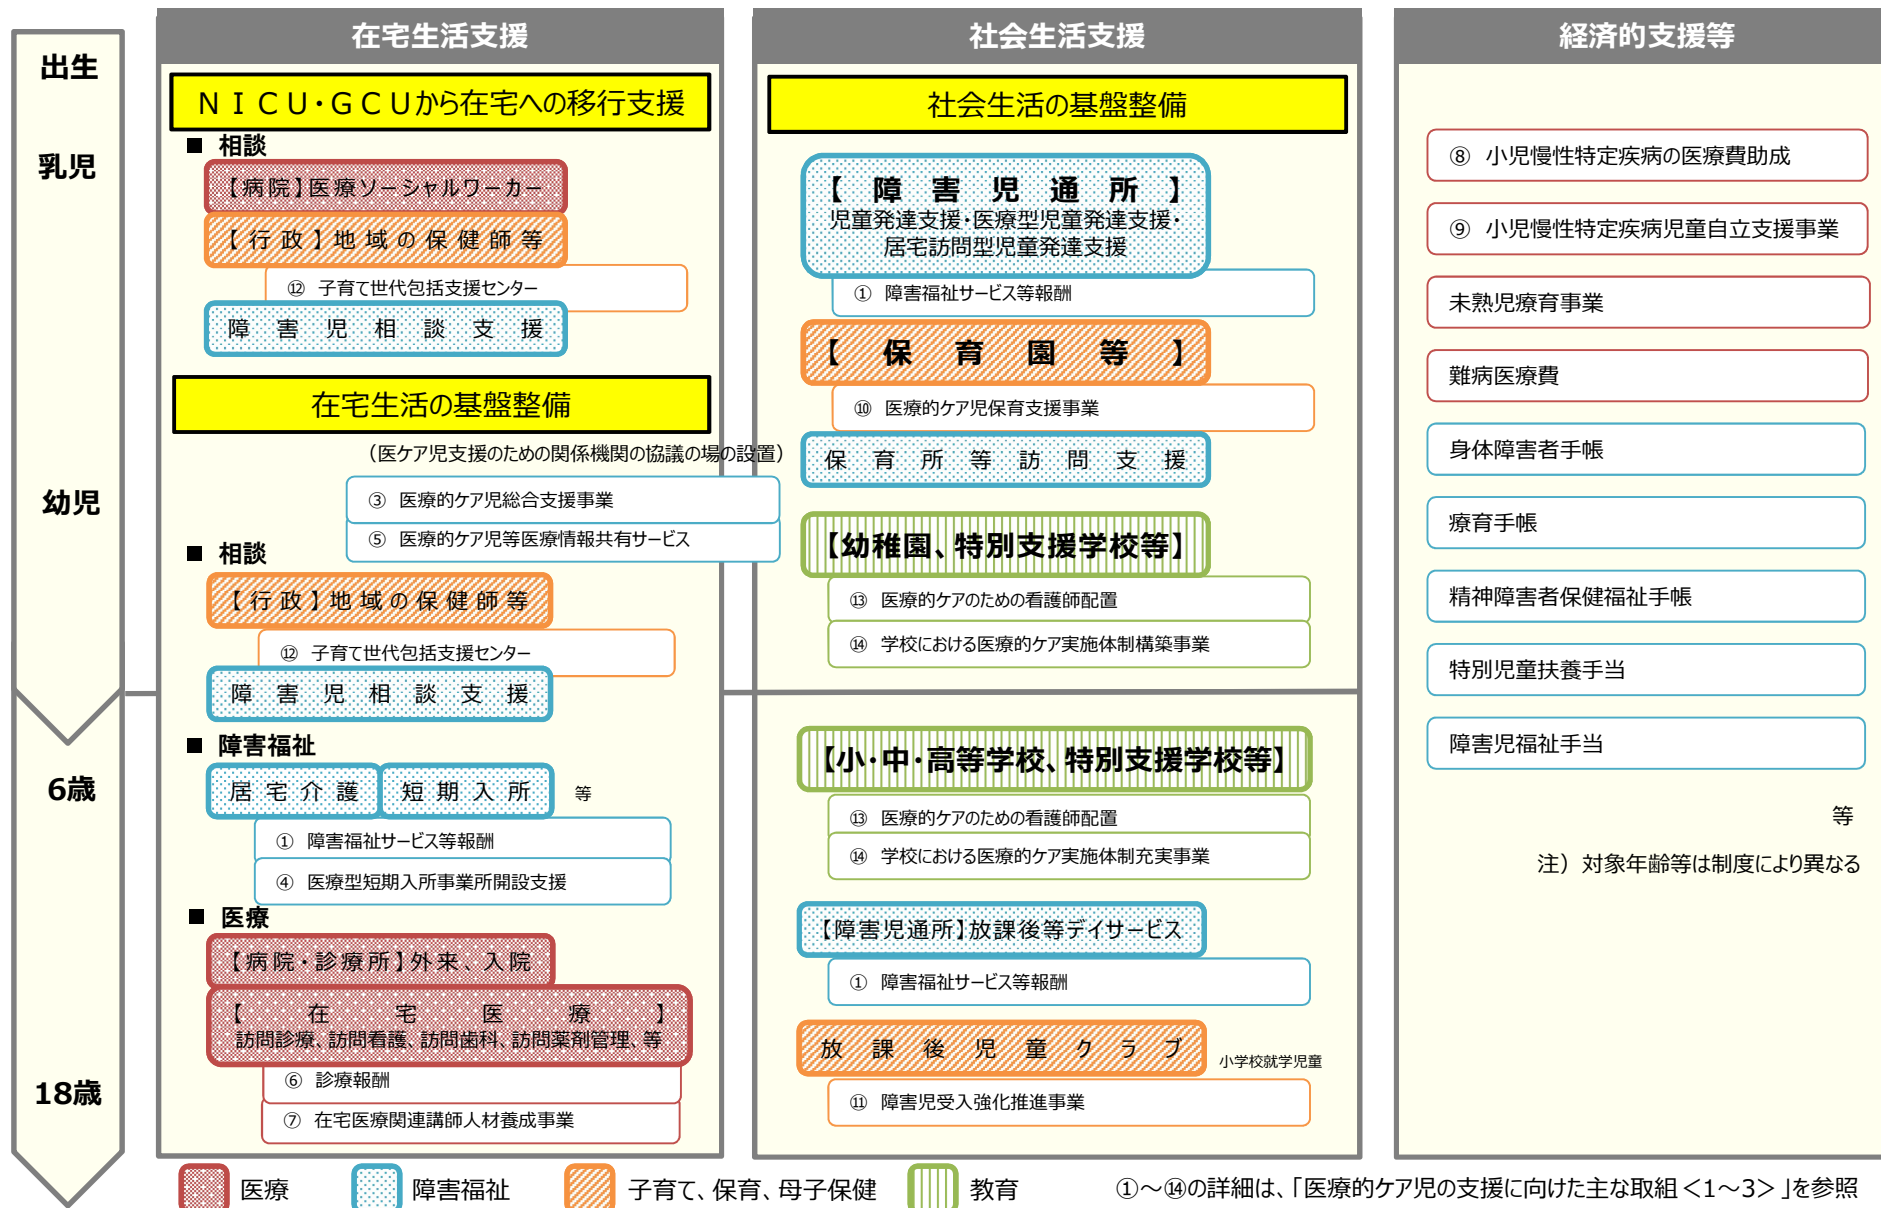 出生
乳児
幼児
6歳
18歳
在宅生活支援
NICU・GCUから在宅への移行支援
■ 相談
【病院】医療ソーシャルワーカー
【行政】地域の保健師等
⑫ 子育て世代包括支援センター
障害児相談支援
在宅生活の基盤整備
（医ケア児支援のための関係機関の協議の場の設置）
③ 医療的ケア児総合支援事業
⑤ 医療的ケア児等医療情報共有サービス
■ 相談
【行政】地域の保健師等
⑫ 子育て世代包括支援センター
障害児相談支援
■ 障害福祉
居宅介護 短期入所 等
① 障害福祉サービス等報酬
④ 医療型短期入所事業所開設支援
■ 医療
【病院・診療所】外来、入院
【在宅医療】
訪問診療、訪問看護、訪問歯科、訪問薬剤管理、等
⑥ 診療報酬
⑦ 在宅医療関連講師人材養成事業
社会生活支援
社会生活の基盤整備
【障害児通所】
児童発達支援・医療型児童発達支援・
居宅訪問型児童発達支援
① 障害福祉サービス等報酬
【保育園等】
⑩ 医療的ケア児保育支援事業
保育所等訪問支援
【幼稚園、特別支援学校等】
⑬ 医療的ケアのための看護師配置
⑭ 学校における医療的ケア実施体制構築事業
【小・中・高等学校、特別支援学校等】
⑬ 医療的ケアのための看護師配置
⑭ 学校における医療的ケア実施体制充実事業
【障害児通所】放課後等デイサービス
① 障害福祉サービス等報酬
放課後児童クラブ 小学校就学児童
⑪ 障害児受入強化推進事業
経済的支援等
⑧ 小児慢性特定疾病の医療費助成
⑨ 小児慢性特定疾病児童自立支援事業
未熟児療育事業
難病医療費
身体障害者手帳
療育手帳
精神障害者保健福祉手帳
特別児童扶養手当
障害児福祉手当
等
注）対象年齢等は制度により異なる
医療 障害福祉 子育て、保育、母子保健 教育 ①～⑭の詳細は、「医療的ケア児の支援に向けた主な取組＜1～3＞」を参照